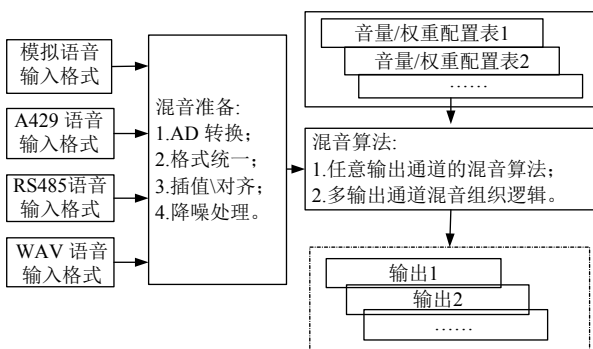 模拟语音
输入格式
A429 语音
输入格式
RS485语音
输入格式
WAV 语音
输入格式
混音准备:
1.AD 转换；
2.格式统一；
3.插值\对齐；
4.降噪处理。
音量/权重配置表1
音量/权重配置表2
……
混音算法:
1.任意输出通道的混音算法；
2.多输出通道混音组织逻辑。
输出1
输出2
……